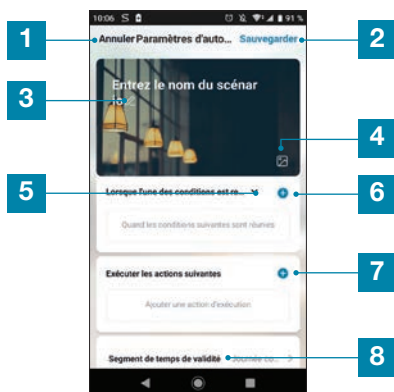 10:06 S 91 %
Annuler Paramètres d'auto... Sauvegarder
1
2
Entrez le nom du scénar
io
3
4
5
Lorsque l'une des conditions est re...
6
Quand les conditions suivantes sont réunies
Exécuter les actions suivantes
7
Ajouter une action d'exécution
Segment de temps de validité Journée co...
8